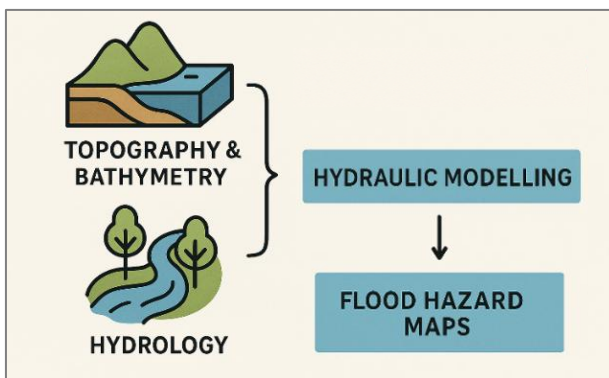 TOPOGRAPHY &
BATHYMETRY
HYDROLOGY
HYDRAULIC MODELLING
FLOOD HAZARD
MAPS